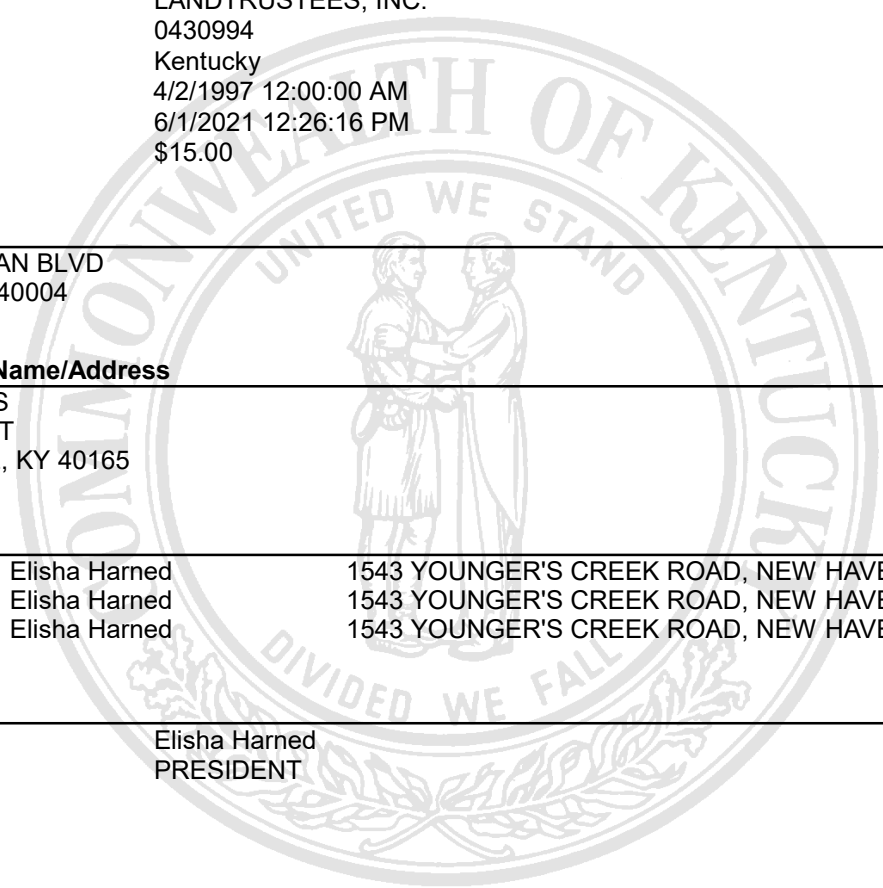 LANDTRUSTEES, INC.
0430994
Kentucky
4/2/1997 12:00:00 AM
6/1/2021 12:26:16 PM
$15.00
AN BLVD
40004
Name/Address
S
T
, KY 40165
Elisha Harned 1543 YOUNGER'S CREEK ROAD, NEW HAVE
Elisha Harned 1543 YOUNGER'S CREEK ROAD, NEW HAVE
Elisha Harned 1543 YOUNGER'S CREEK ROAD, NEW HAVE
Elisha Harned
PRESIDENT
COMMONWEALTH OF KENTUCKY
UNITED WE STAND
DIVIDED WE FALL